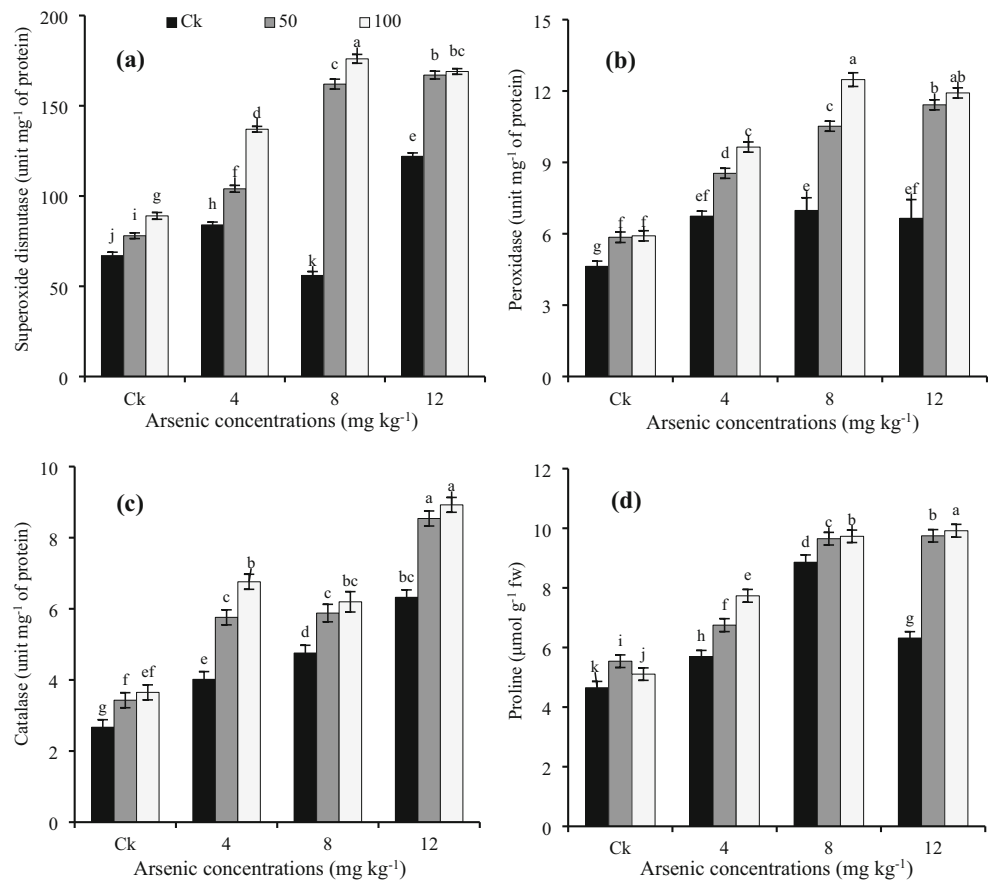 Ck 50 100
(a)
Superoxide dismutase (unit mg⁻¹ of protein)
200
150
100
50
0
j i g
h f d
k c a
e b bc
Ck 4 8 12
Arsenic concentrations (mg kg⁻¹)
(b)
Peroxidase (unit mg⁻¹ of protein)
15
12
9
6
3
0
g f f
ef d c
e c a
ef b ab
Ck 4 8 12
Arsenic concentrations (mg kg⁻¹)
(c)
Catalase (unit mg⁻¹ of protein)
10
8
6
4
2
0
g f ef
e c b
d c bc
bc a a
Ck 4 8 12
Arsenic concentrations (mg kg⁻¹)
(d)
Proline (µmol g⁻¹ fw)
12
10
8
6
4
2
0
k i j
h f e
d c b
g b a
Ck 4 8 12
Arsenic concentrations (mg kg⁻¹)